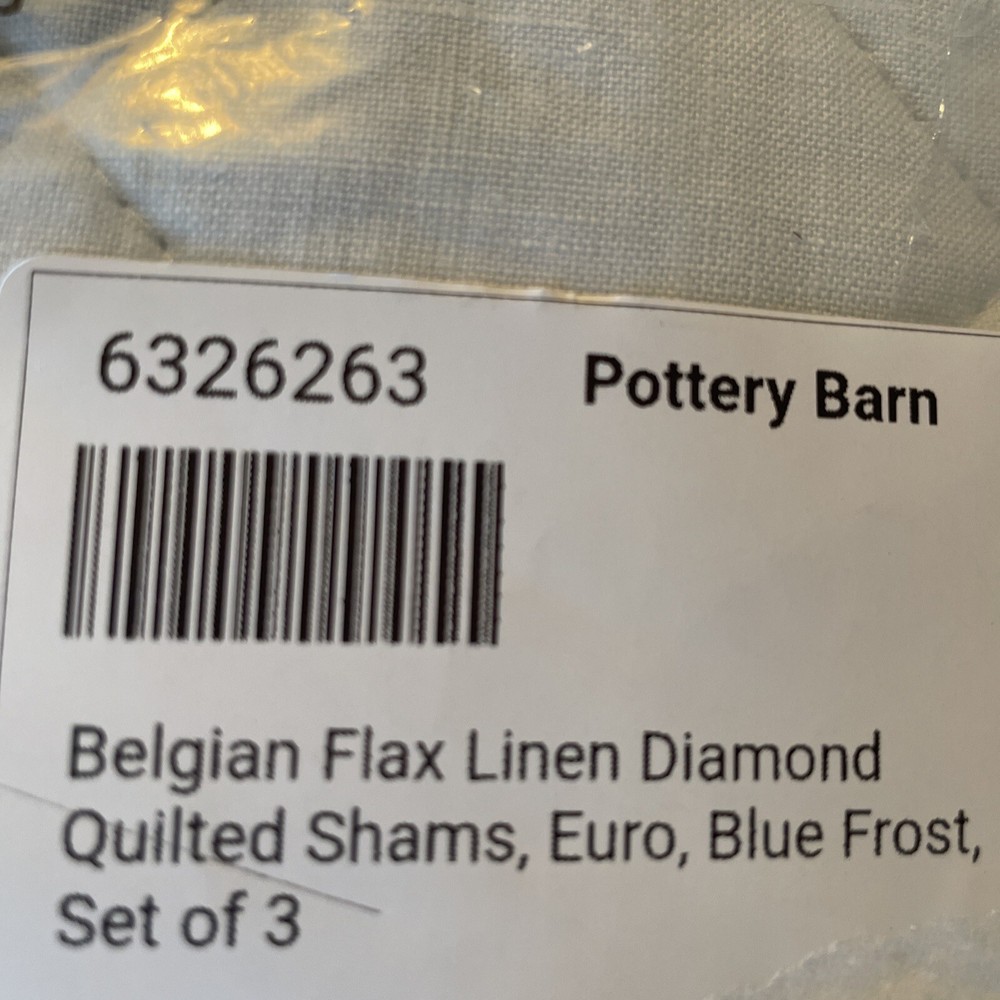 6326263 Pottery Barn
Belgian Flax Linen Diamond
Quilted Shams, Euro, Blue Frost,
Set of 3